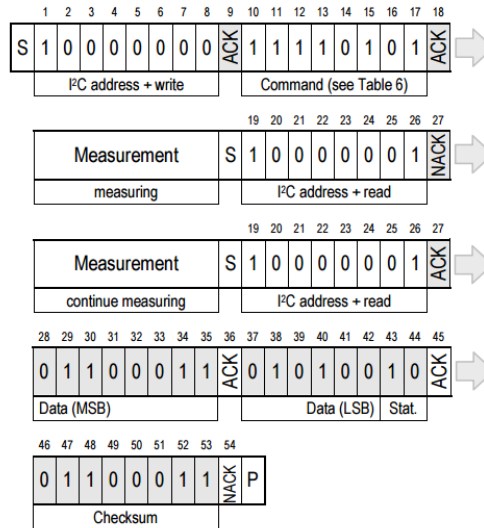 1 2 3 4 5 6 7 8 9 10 11 12 13 14 15 16 17 18
S 1 0 0 0 0 0 0 0 ACK 1 1 1 1 0 1 0 1 ACK
I²C address + write Command (see Table 6)
19 20 21 22 23 24 25 26 27
Measurement S 1 0 0 0 0 0 0 1 NACK
measuring I²C address + read
19 20 21 22 23 24 25 26 27
Measurement S 1 0 0 0 0 0 0 1 ACK
continue measuring I²C address + read
28 29 30 31 32 33 34 35 36 37 38 39 40 41 42 43 44 45
0 1 1 0 0 0 1 1 ACK 0 1 0 1 0 0 1 0 ACK
Data (MSB) Data (LSB) Stat.
46 47 48 49 50 51 52 53 54
0 1 1 0 0 0 1 1 NACK P
Checksum